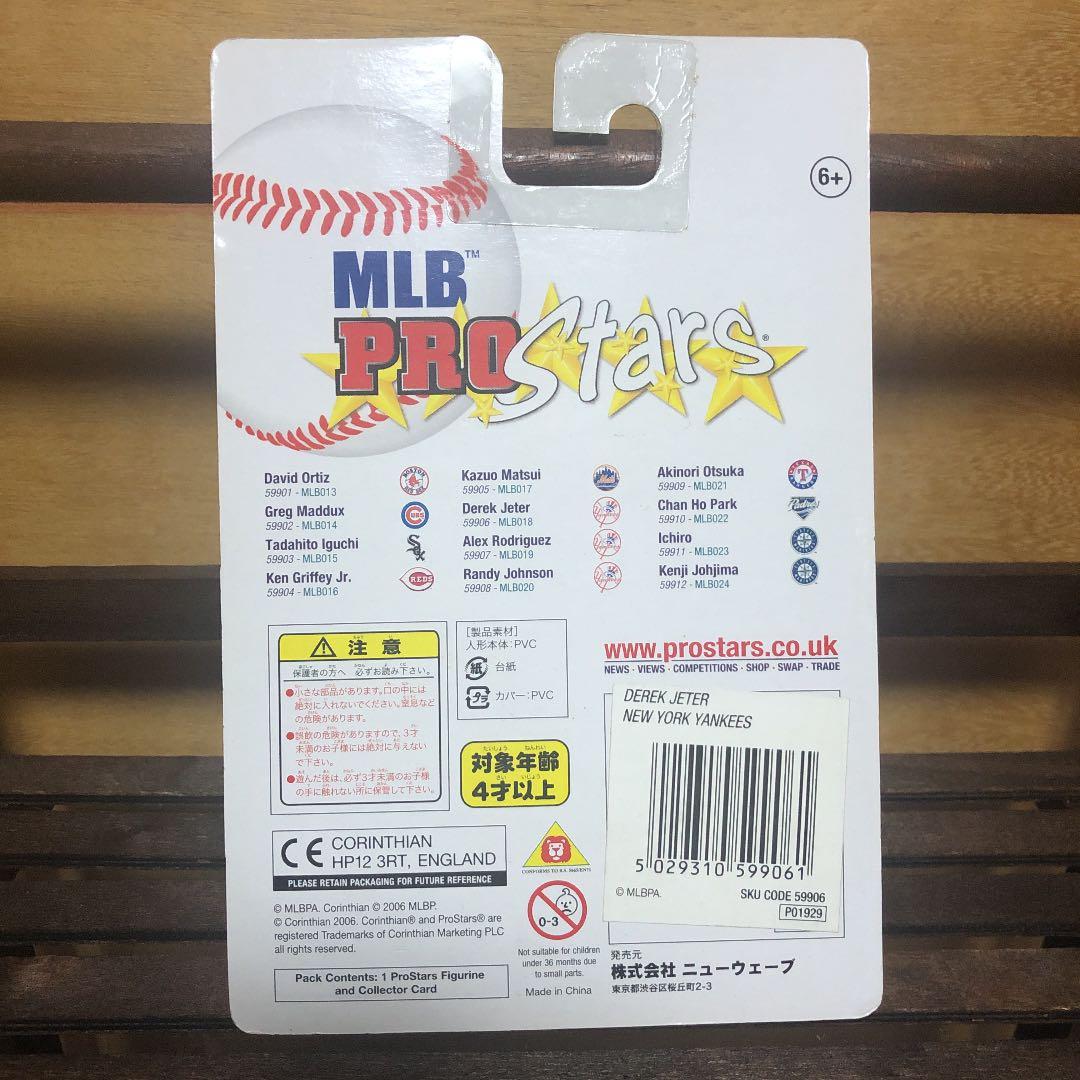 6+
MLB™
PROStars®
David Ortiz
59901 - MLB013
BOSTON
RED SOX
Greg Maddux
59902 - MLB014
CUBS
Tadahito Iguchi
59903 - MLB015
Sox
Ken Griffey Jr.
59904 - MLB016
REDS
Kazuo Matsui
59905 - MLB017
Mets
Derek Jeter
59906 - MLB018
Alex Rodriguez
59907 - MLB019
Randy Johnson
59908 - MLB020
Akinori Otsuka
59909 - MLB021
T
Chan Ho Park
59910 - MLB022
Padres
Ichiro
59911 - MLB023
Kenji Johjima
59912 - MLB024
注意
保護者の方へ 必ずお読み下さい。
●小さな部品があります。口の中には
絶対に入れないでください。窒息など
の危険があります。
●誤飲の危険がありますので、3才
未満のお子様には絶対に与えない
で下さい。
●遊んだ後は、必ず3才未満のお子様
の手に触れない所に保管して下さい。
[製品素材]
人形本体:PVC
紙 台紙
プラ カバー:PVC
対象年齢
4才以上
www.prostars.co.uk
NEWS · VIEWS · COMPETITIONS · SHOP · SWAP · TRADE
DEREK JETER
NEW YORK YANKEES
5 029310 599061
© MLBPA.
SKU CODE 59906
P01929
CE CORINTHIAN
HP12 3RT, ENGLAND
PLEASE RETAIN PACKAGING FOR FUTURE REFERENCE
© MLBPA. Corinthian © 2006 MLBP.
© Corinthian 2006. Corinthian® and ProStars® are
registered Trademarks of Corinthian Marketing PLC
all rights reserved.
Pack Contents: 1 ProStars Figurine
and Collector Card
CONFORMS TO B.S. 5665/EN71
0-3
Not suitable for children
under 36 months due
to small parts.
Made in China
発売元
株式会社 ニューウェーブ
東京都渋谷区桜丘町2-3